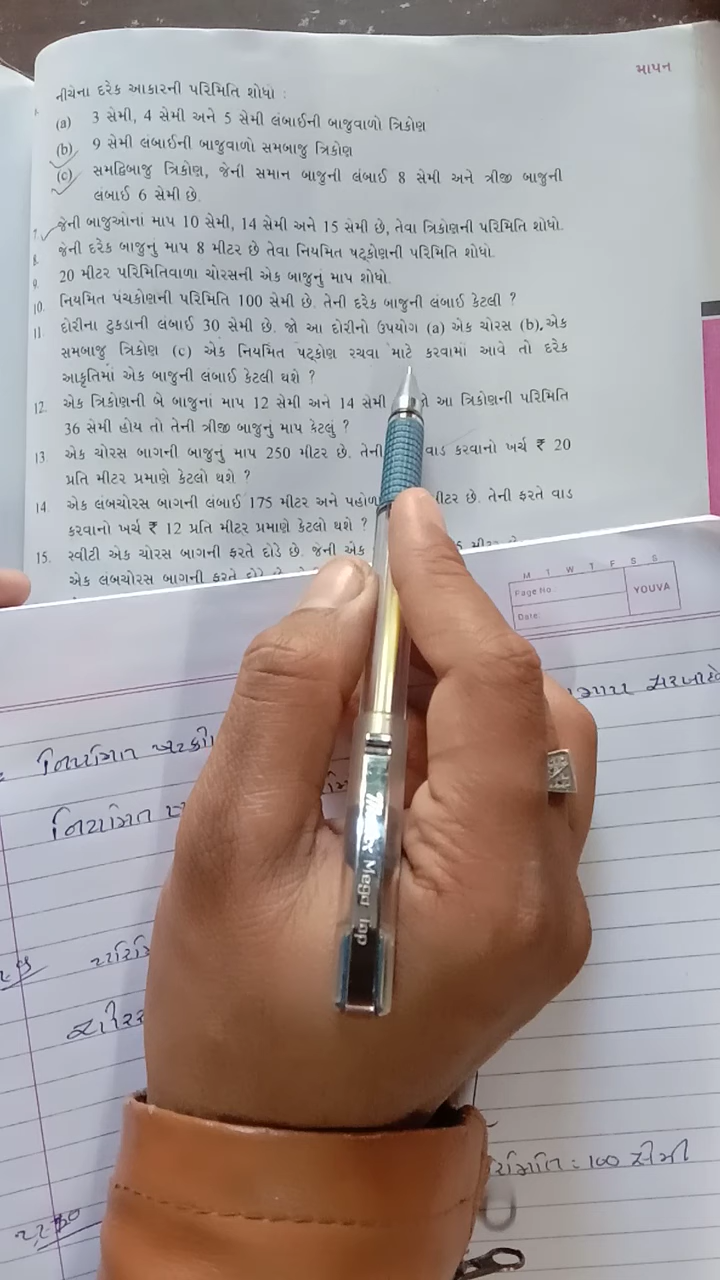 માપન
નીચેના દરેક આકારની પરિમિતિ શોધો :
(a) 3 સેમી, 4 સેમી અને 5 સેમી લંબાઈની બાજુવાળો ત્રિકોણ
(b) 9 સેમી લંબાઈની બાજુવાળો સમબાજુ ત્રિકોણ
(c) સમદ્વિબાજુ ત્રિકોણ, જેની સમાન બાજુની લંબાઈ 8 સેમી અને ત્રીજી બાજુની
લંબાઈ 6 સેમી છે.
7. જેની બાજુઓનાં માપ 10 સેમી, 14 સેમી અને 15 સેમી છે, તેવા ત્રિકોણની પરિમિતિ શોધો.
8. જેની દરેક બાજુનું માપ 8 મીટર છે તેવા નિયમિત ષટ્કોણની પરિમિતિ શોધો.
9. 20 મીટર પરિમિતિવાળા ચોરસની એક બાજુનું માપ શોધો.
10. નિયમિત પંચકોણની પરિમિતિ 100 સેમી છે. તેની દરેક બાજુની લંબાઈ કેટલી ?
11. દોરીના ટુકડાની લંબાઈ 30 સેમી છે. જો આ દોરીનો ઉપયોગ (a) એક ચોરસ (b) એક
સમબાજુ ત્રિકોણ (c) એક નિયમિત ષટ્કોણ રચવા માટે કરવામાં આવે તો દરેક
આકૃતિમાં એક બાજુની લંબાઈ કેટલી થશે ?
12. એક ત્રિકોણની બે બાજુનાં માપ 12 સેમી અને 14 સેમી આ ત્રિકોણની પરિમિતિ
36 સેમી હોય તો તેની ત્રીજી બાજુનું માપ કેટલું ?
13. એક ચોરસ બાગની બાજુનું માપ 250 મીટર છે. તેની વાડ કરવાનો ખર્ચ ₹ 20
પ્રતિ મીટર પ્રમાણે કેટલો થશે ?
14. એક લંબચોરસ બાગની લંબાઈ 175 મીટર અને મીટર છે. તેની ફરતે વાડ
કરવાનો ખર્ચ ₹ 12 પ્રતિ મીટર પ્રમાણે કેટલો થશે ?
15. સ્વીટી એક ચોરસ બાગની ફરતે દોડે છે. જેની એક
એક લંબચોરસ બાગની ફરતે
M T W T F S S
Page No.:
YOUVA
Date:
નિયમિત
નિયમિત
Mega Top
= 100 સેમી